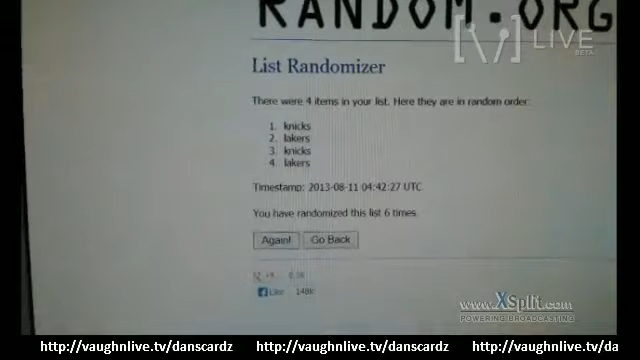 RANDOM.ORG
[V] LIVE
BETA
List Randomizer
There were 4 items in your list. Here they are in random order:
1. knicks
2. lakers
3. knicks
4. lakers
Timestamp: 2013-08-11 04:42:27 UTC
You have randomized this list 6 times.
Again! Go Back
Like 148k
www.XSplit.com
POWERING BROADCASTING
http://vaughnlive.tv/danscardz http://vaughnlive.tv/danscardz http://vaughnlive.tv/da